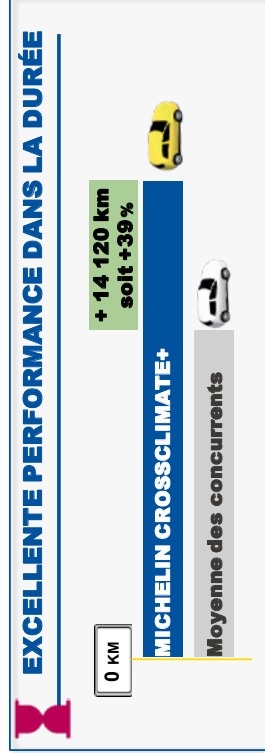 EXCELLENTE PERFORMANCE DANS LA DURÉE
0 KM
+ 14 120 km
soit +39%
MICHELIN CROSSCLIMATE+
Moyenne des concurrents